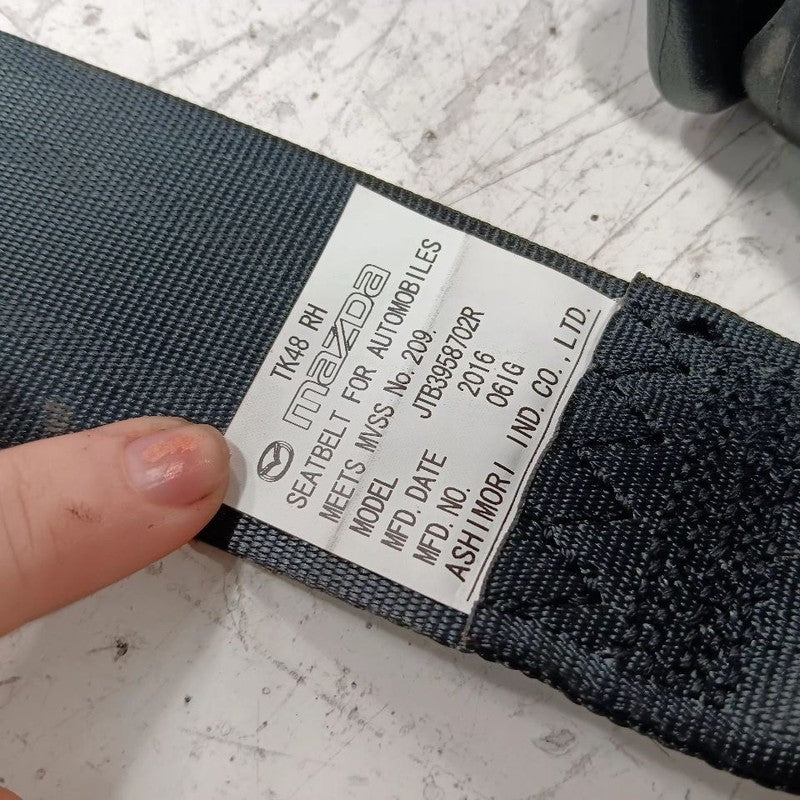 TK48 RH
mazDa
SEATBELT FOR AUTOMOBILES
MEETS MVSS No. 209.
MODEL JTB3958702R
MFD. DATE 2016
MFD. NO. 061G
ASHIMORI IND. CO., LTD.